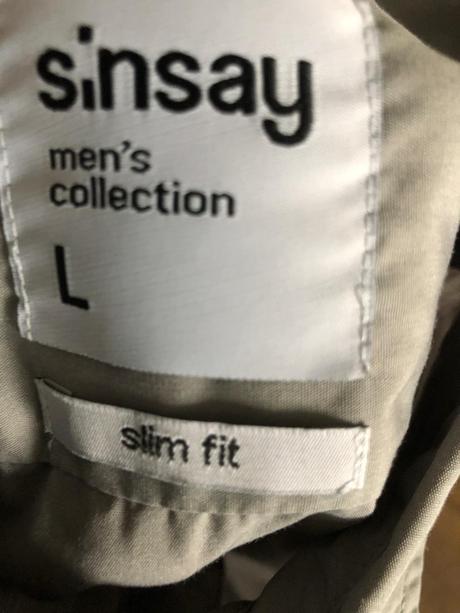 sinsay
men's
collection
L
slim fit